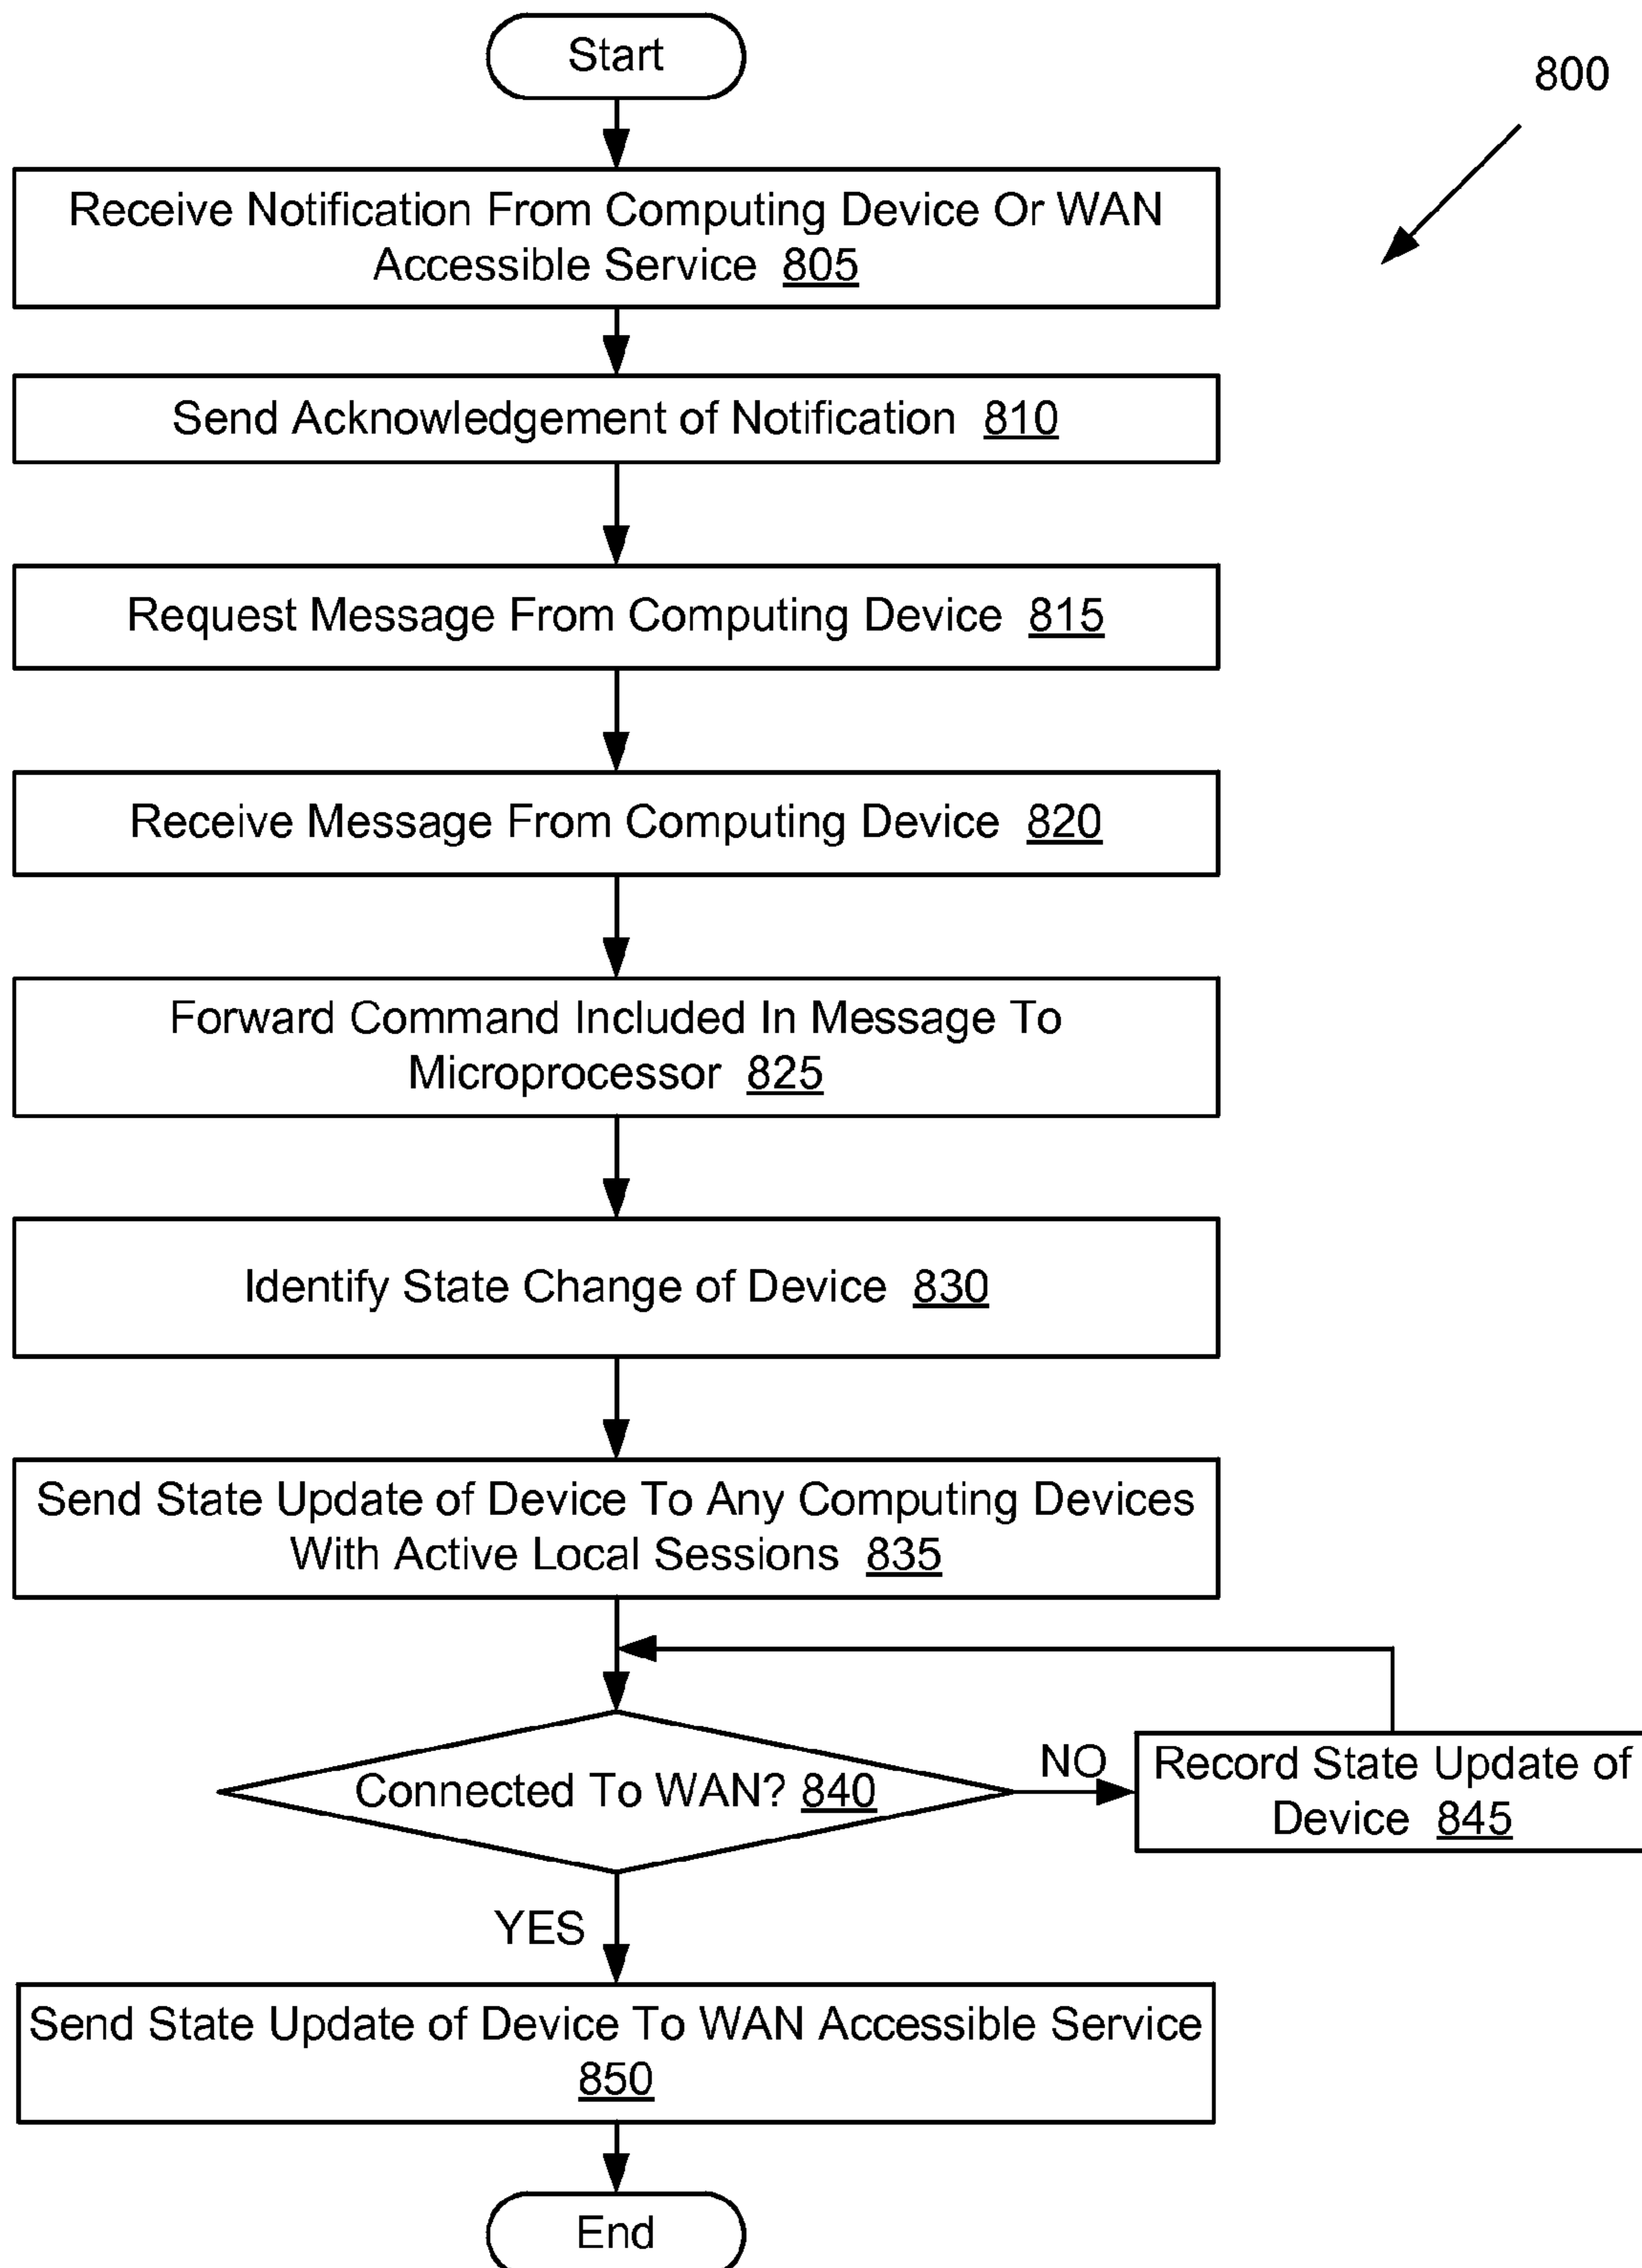 Start
800
Receive Notification From Computing Device Or WAN
Accessible Service 805
Send Acknowledgement of Notification 810
Request Message From Computing Device 815
Receive Message From Computing Device 820
Forward Command Included In Message To
Microprocessor 825
Identify State Change of Device 830
Send State Update of Device To Any Computing Devices
With Active Local Sessions 835
Connected To WAN? 840
NO
Record State Update of
Device 845
YES
Send State Update of Device To WAN Accessible Service
850
End